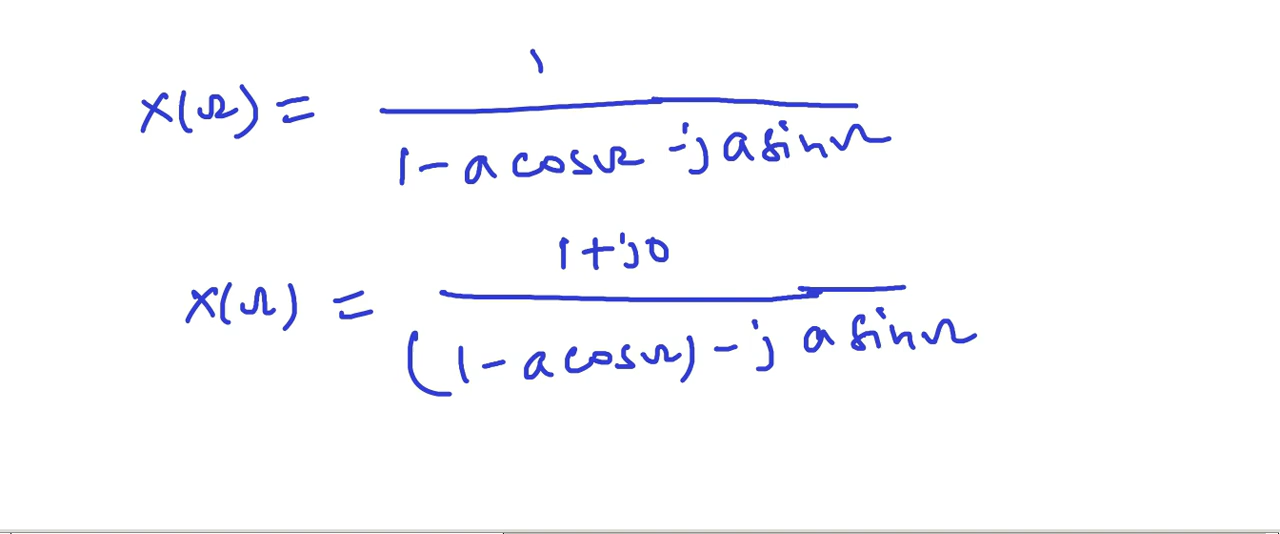 1
X(Ω) =
1 - a cosΩ - j a sinΩ
1 + j0
X(Ω) =
(1 - a cosΩ) - j a sinΩ